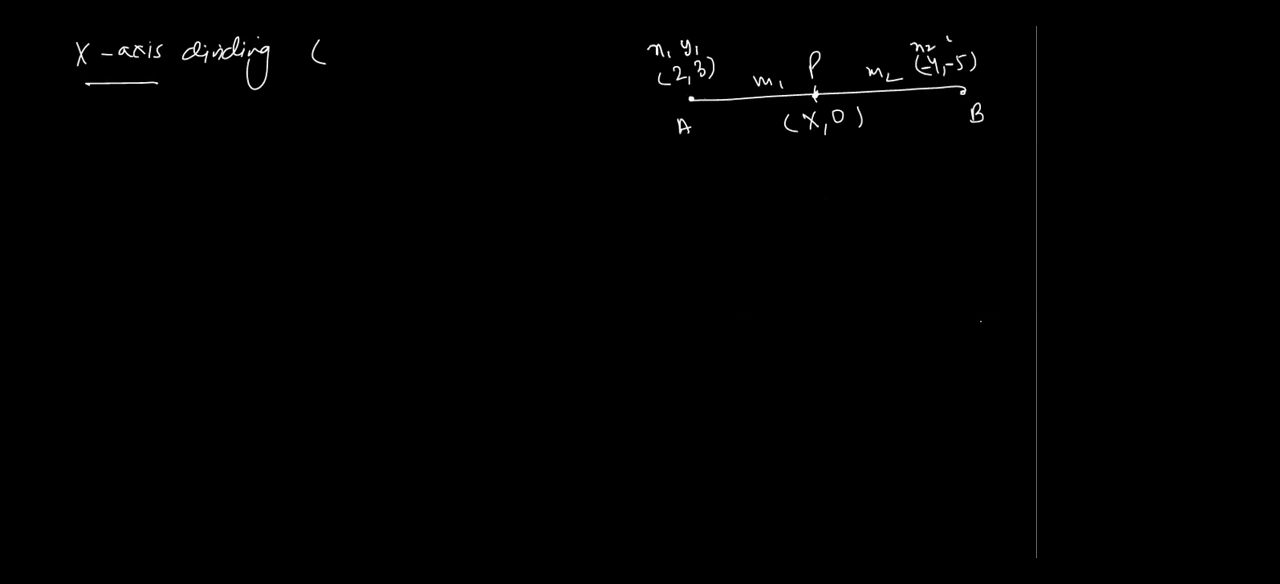 X-axis dividing (
x₁ y₁ x₂
(2,3) m₁ P m₂ (-4,-5)
A (X,0) B